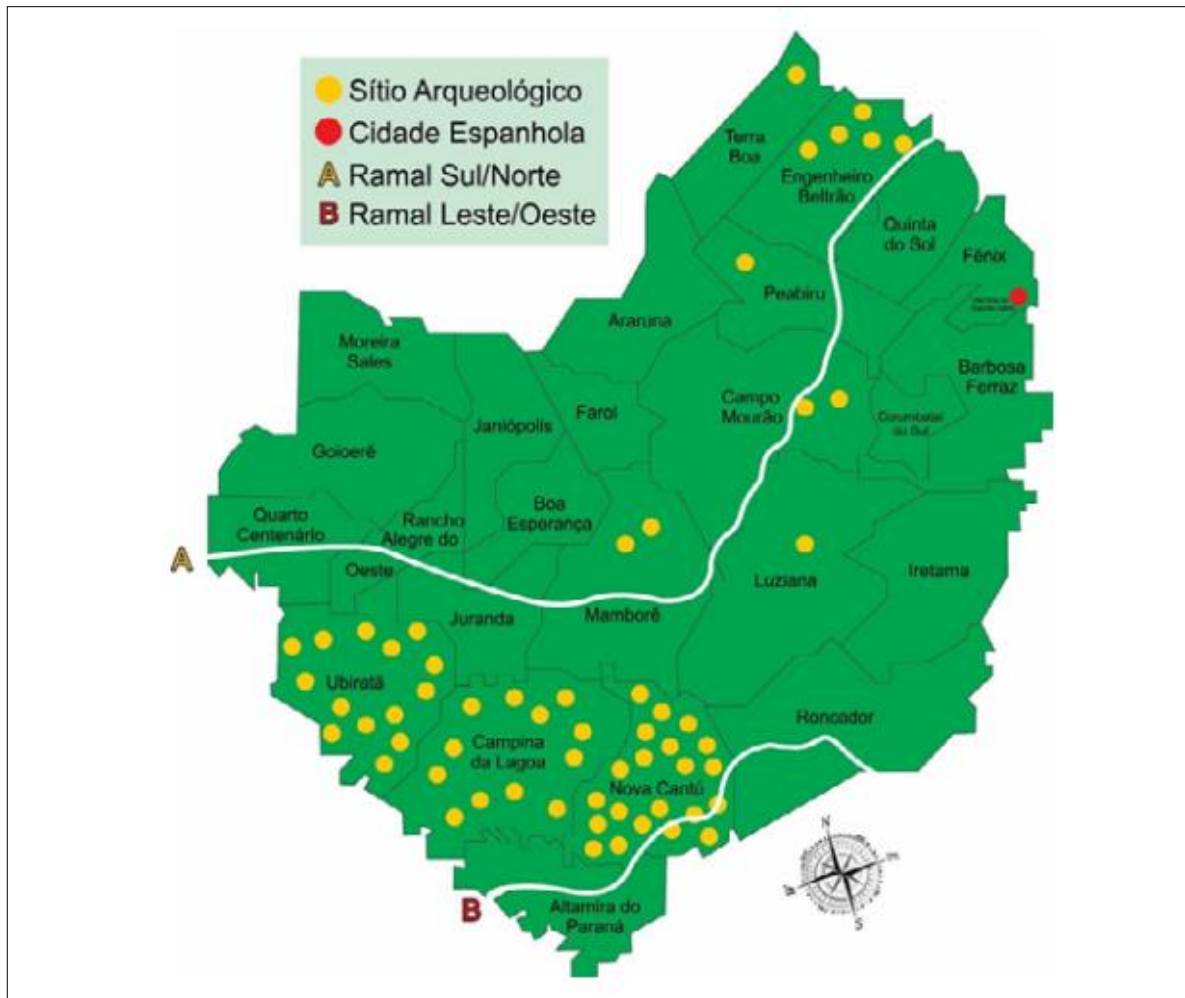 Sítio Arqueológico
Cidade Espanhola
A Ramal Sul/Norte
B Ramal Leste/Oeste
Terra
Boa
Engenheiro
Beltrão
Quinta
do Sol
Fênix
Peabiru
Araruna
Barbosa
Ferraz
Moreira
Sales
Campo
Mourão
Corumbataí
do Sul
Farol
Janiópolis
Goioerê
Boa
Esperança
Quarto
Centenário
Rancho
Alegre do
Oeste
A
Luziana
Iretama
Juranda
Mamborê
Ubiratã
Roncador
Campina
da Lagoa
Nova Cantú
N
S
B
Altamira do
Paraná